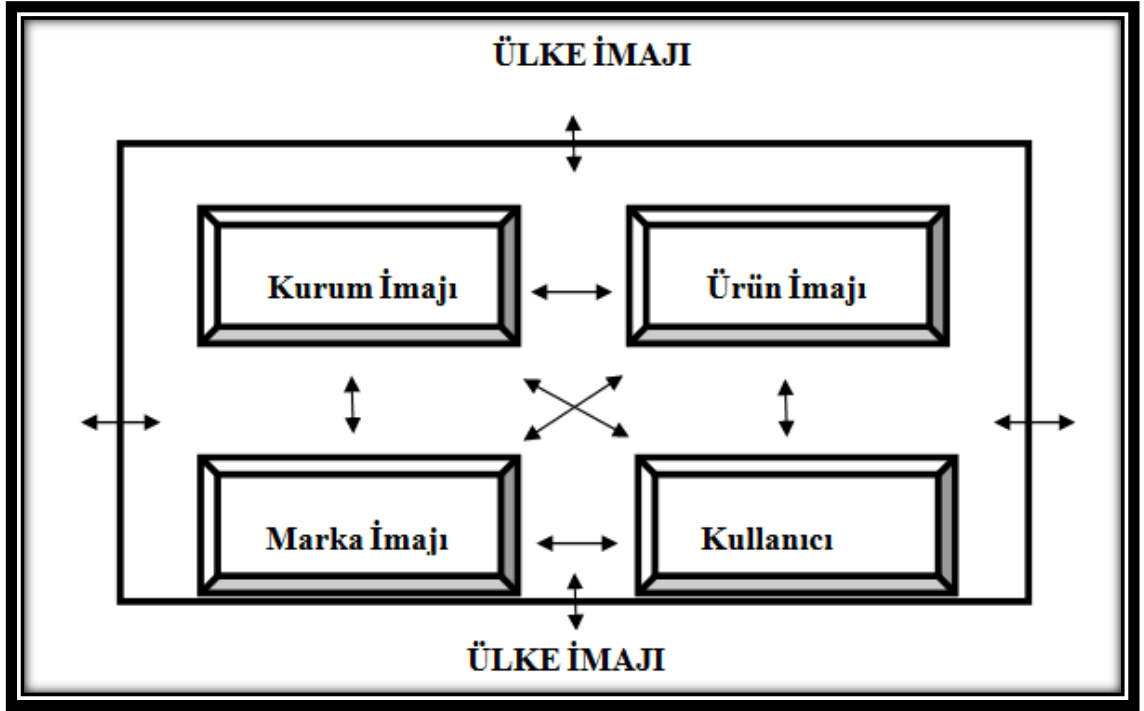 ÜLKE İMAJI
Kurum İmajı
Ürün İmajı
Marka İmajı
Kullanıcı
ÜLKE İMAJI